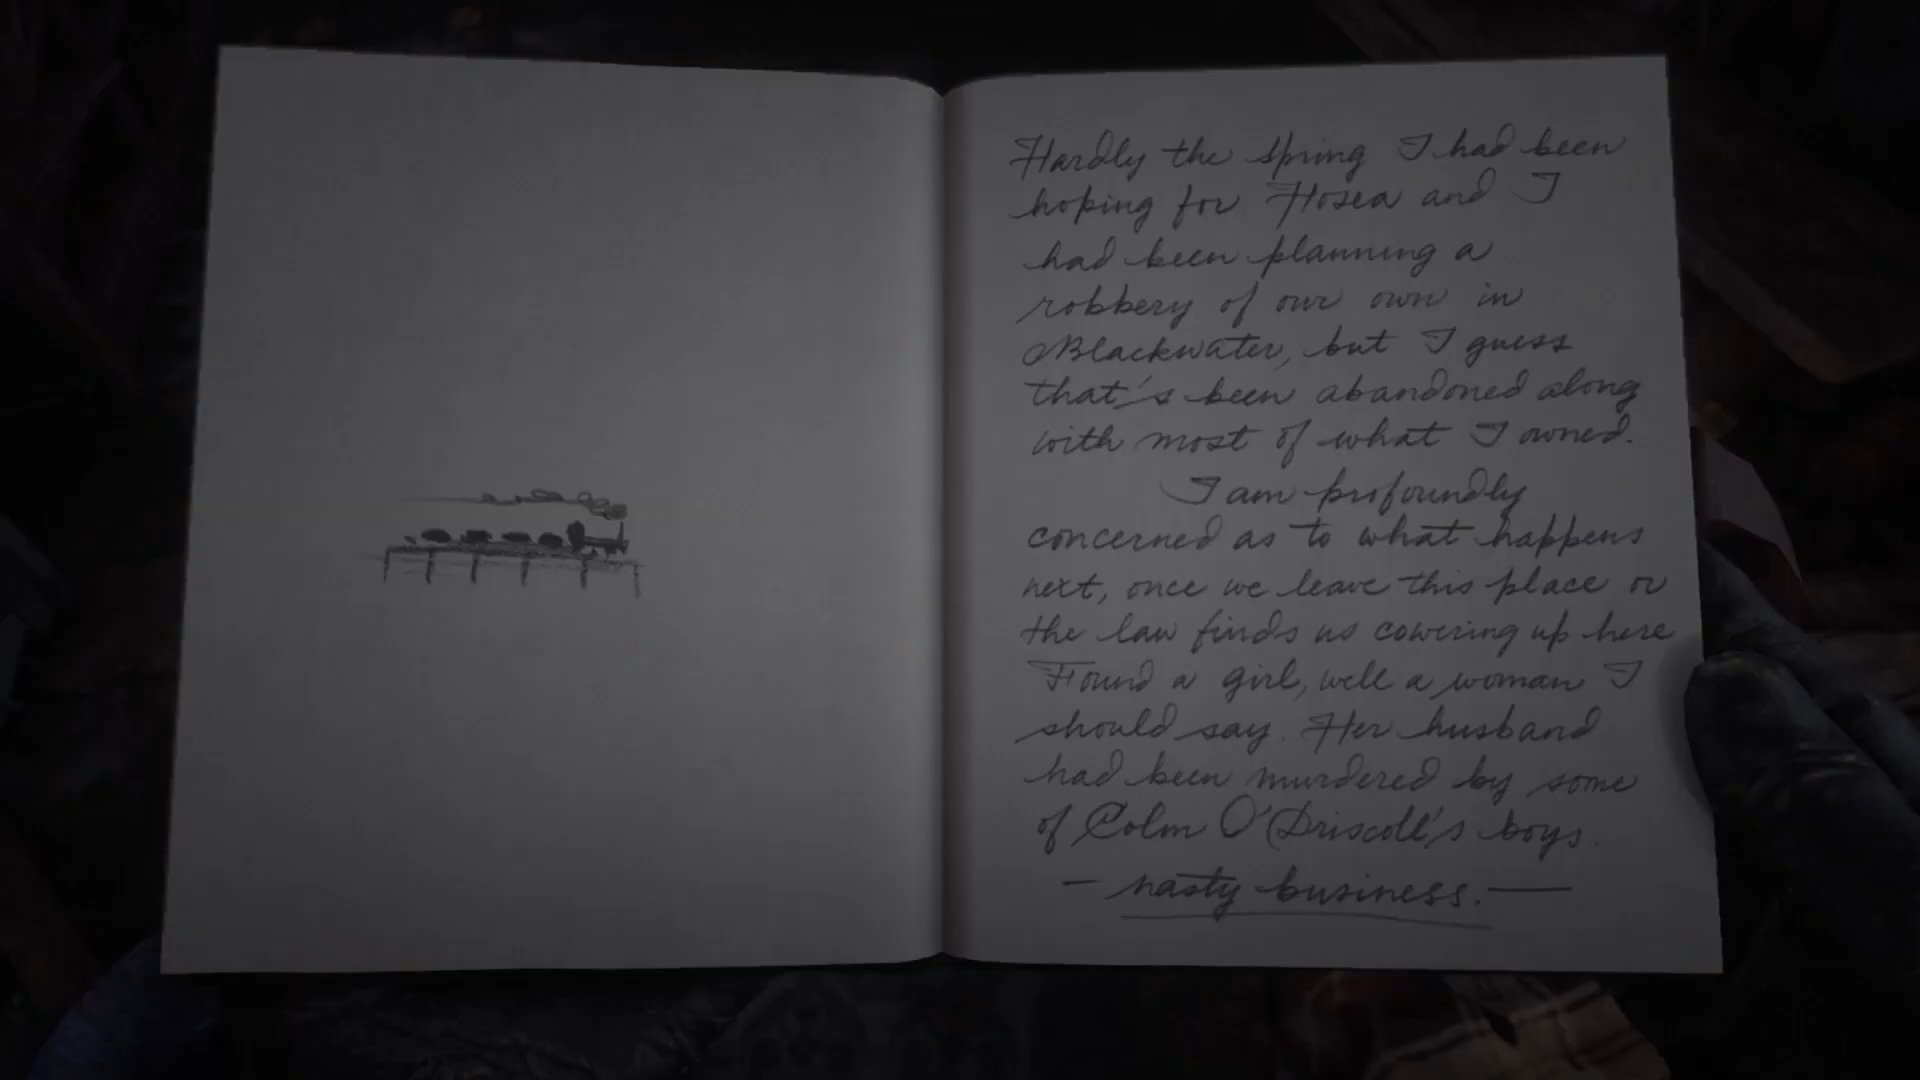 Hardly the spring I had been
hoping for Hosea and I
had been planning a
robbery of our own in
Blackwater, but I guess
that's been abandoned along
with most of what I owned.
I am profoundly
concerned as to what happens
next, once we leave this place or
the law finds us cowering up here
Found a girl, well a woman I
should say. Her husband
had been murdered by some
of Colm O'Driscoll's boys.
— nasty business. —